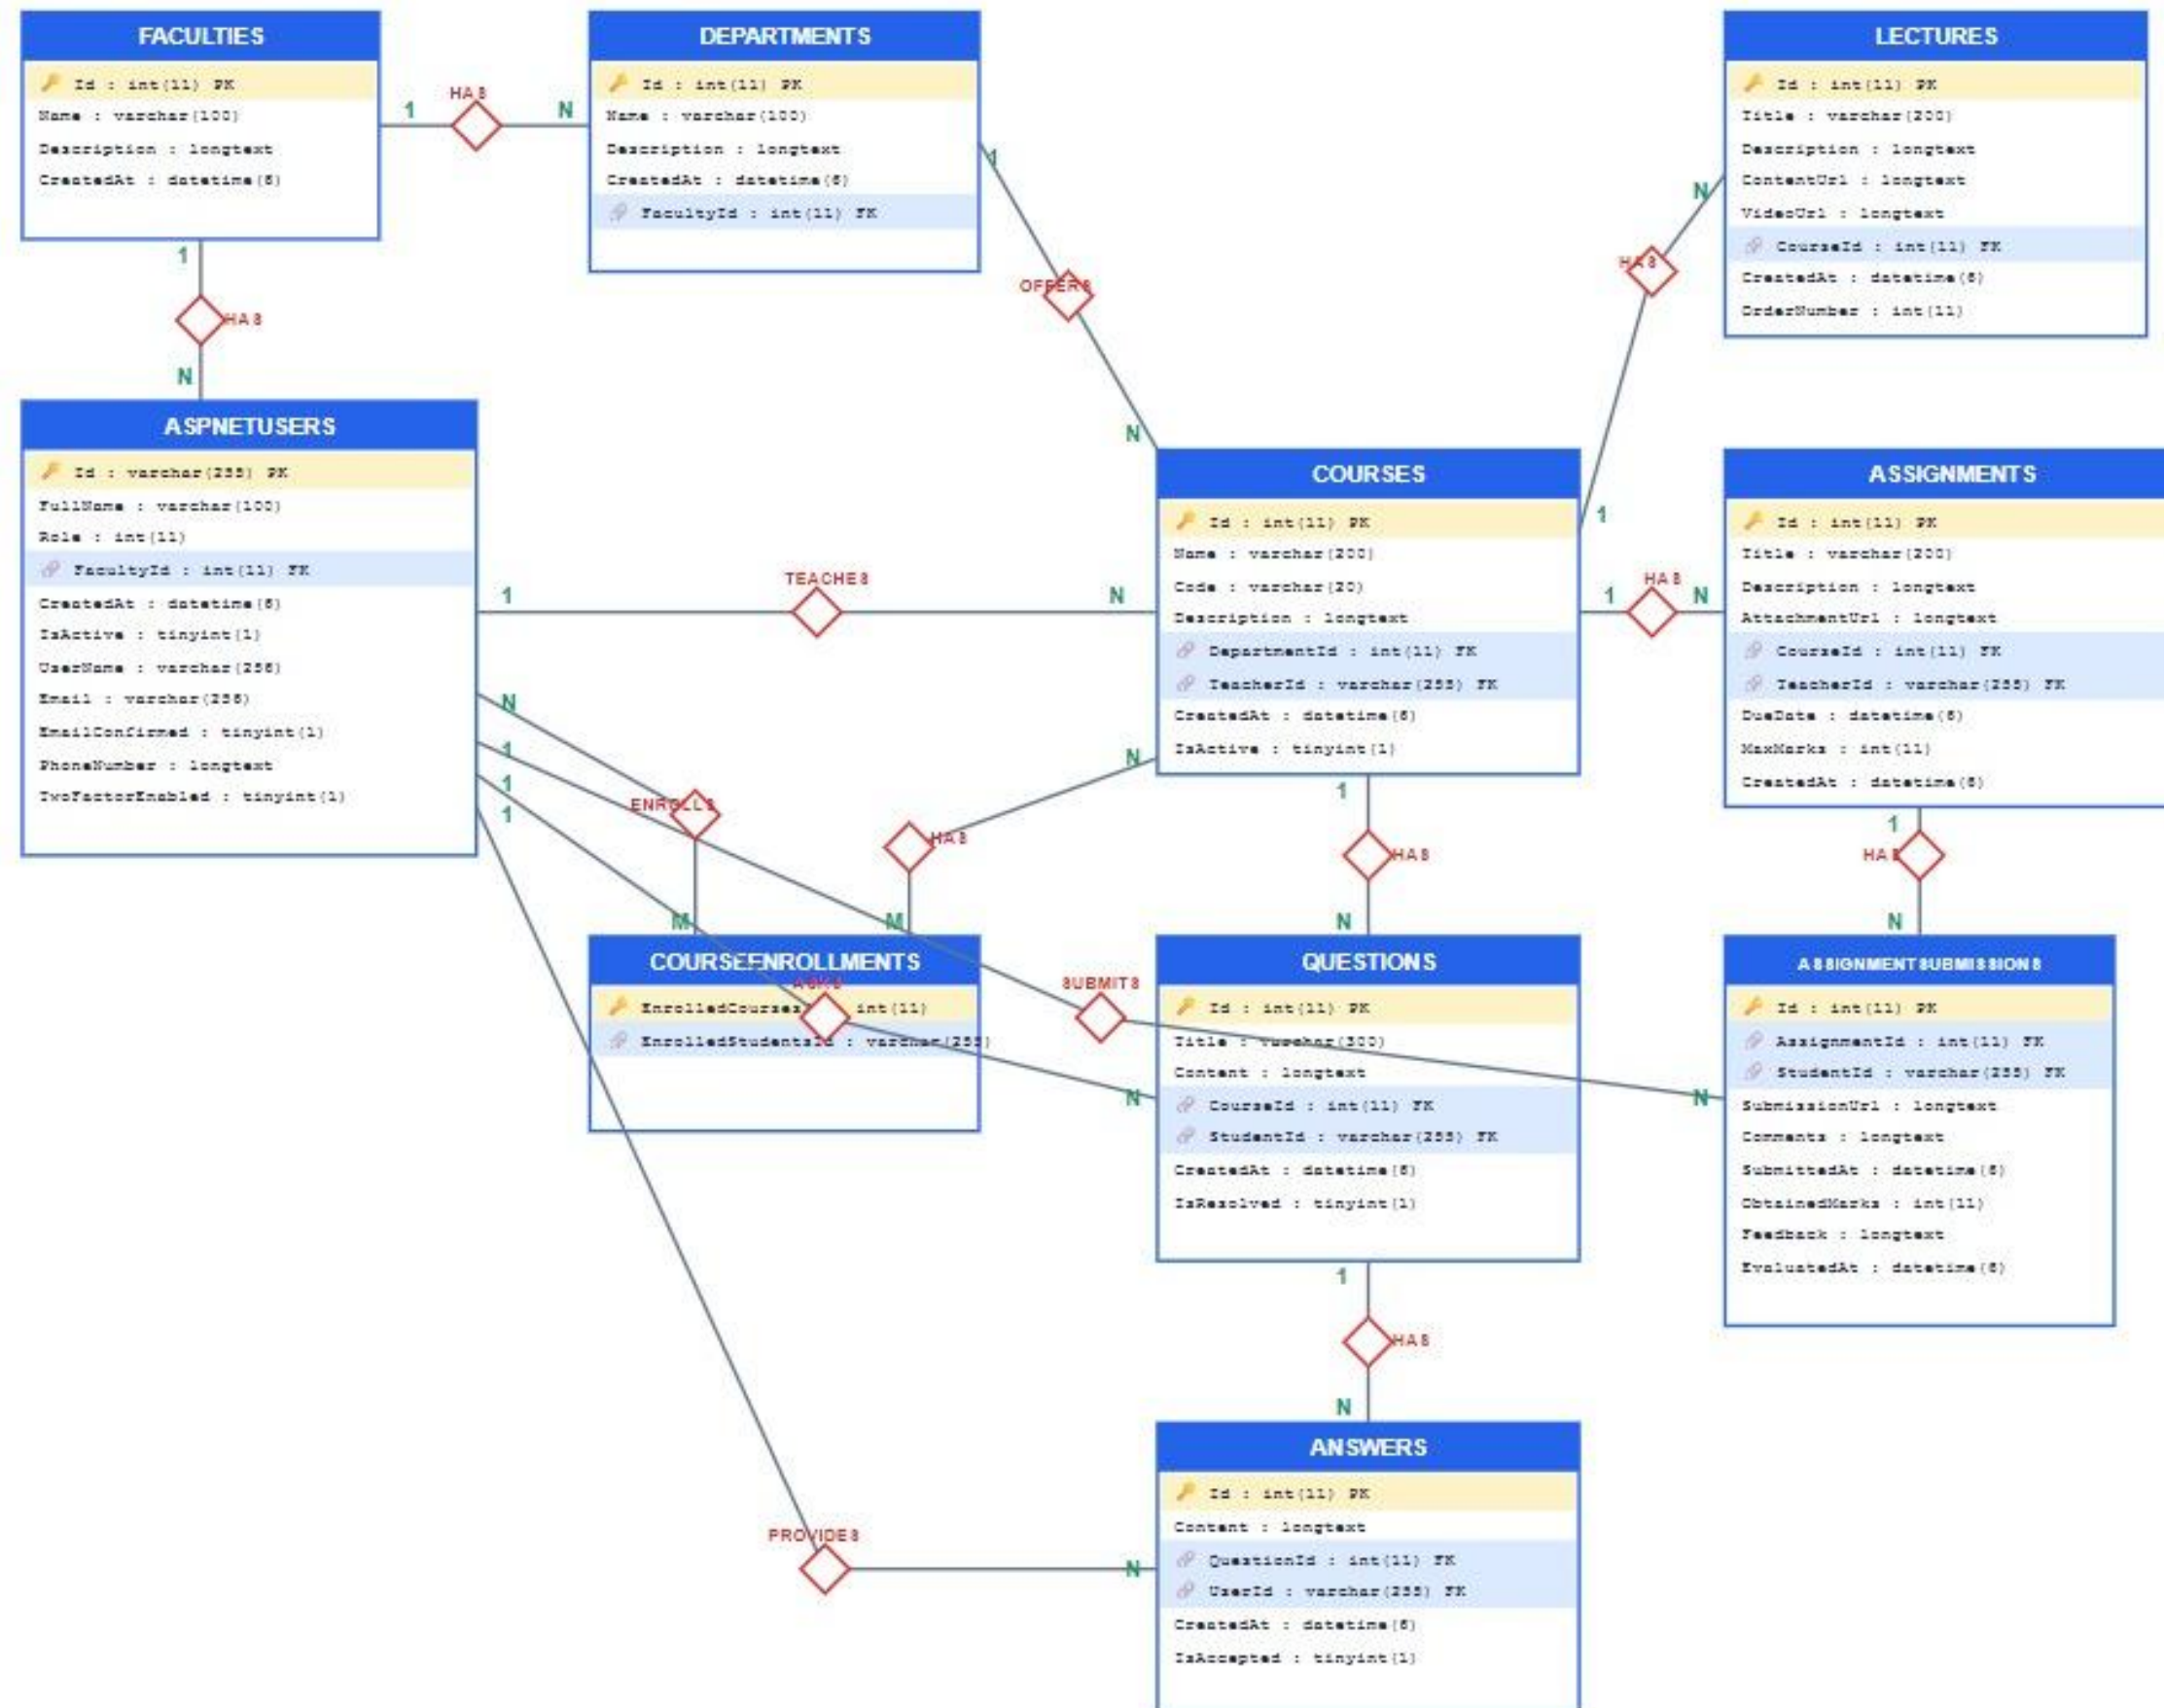 FACULTIES
Id : int(11) PK
Name : varchar(100)
Description : longtext
CreatedAt : datetime(6)
1
HAS
N
DEPARTMENTS
Id : int(11) PK
Name : varchar(100)
Description : longtext
CreatedAt : datetime(6)
FacultyId : int(11) FK
1
OFFERS
N
LECTURES
Id : int(11) PK
Title : varchar(200)
Description : longtext
ContentUrl : longtext
VideoUrl : longtext
CourseId : int(11) FK
CreatedAt : datetime(6)
OrderNumber : int(11)
N
HAS
1
1
HAS
N
ASPNETUSERS
Id : varchar(255) PK
FullName : varchar(100)
Role : int(11)
FacultyId : int(11) FK
CreatedAt : datetime(6)
IsActive : tinyint(1)
UserName : varchar(256)
Email : varchar(256)
EmailConfirmed : tinyint(1)
PhoneNumber : longtext
TwoFactorEnabled : tinyint(1)
1
TEACHES
N
COURSES
Id : int(11) PK
Name : varchar(200)
Code : varchar(20)
Description : longtext
DepartmentId : int(11) FK
TeacherId : varchar(255) FK
CreatedAt : datetime(6)
IsActive : tinyint(1)
1
HAS
N
ASSIGNMENTS
Id : int(11) PK
Title : varchar(200)
Description : longtext
AttachmentUrl : longtext
CourseId : int(11) FK
TeacherId : varchar(255) FK
DueDate : datetime(6)
MaxMarks : int(11)
CreatedAt : datetime(6)
N
1
1
1
ENROLLS
M
N
HAS
M
1
HAS
N
1
HAS
N
COURSEENROLLMENTS
EnrolledCourses int(11)
EnrolledStudentsId : varchar(255)
ASKS
N
SUBMITS
N
QUESTIONS
Id : int(11) PK
Title : varchar(300)
Content : longtext
CourseId : int(11) FK
StudentId : varchar(255) FK
CreatedAt : datetime(6)
IsResolved : tinyint(1)
ASSIGNMENTSUBMISSIONS
Id : int(11) PK
AssignmentId : int(11) FK
StudentId : varchar(255) FK
SubmissionUrl : longtext
Comments : longtext
SubmittedAt : datetime(6)
ObtainedMarks : int(11)
Feedback : longtext
EvaluatedAt : datetime(6)
1
HAS
N
PROVIDES
N
ANSWERS
Id : int(11) PK
Content : longtext
QuestionId : int(11) FK
UserId : varchar(255) FK
CreatedAt : datetime(6)
IsAccepted : tinyint(1)